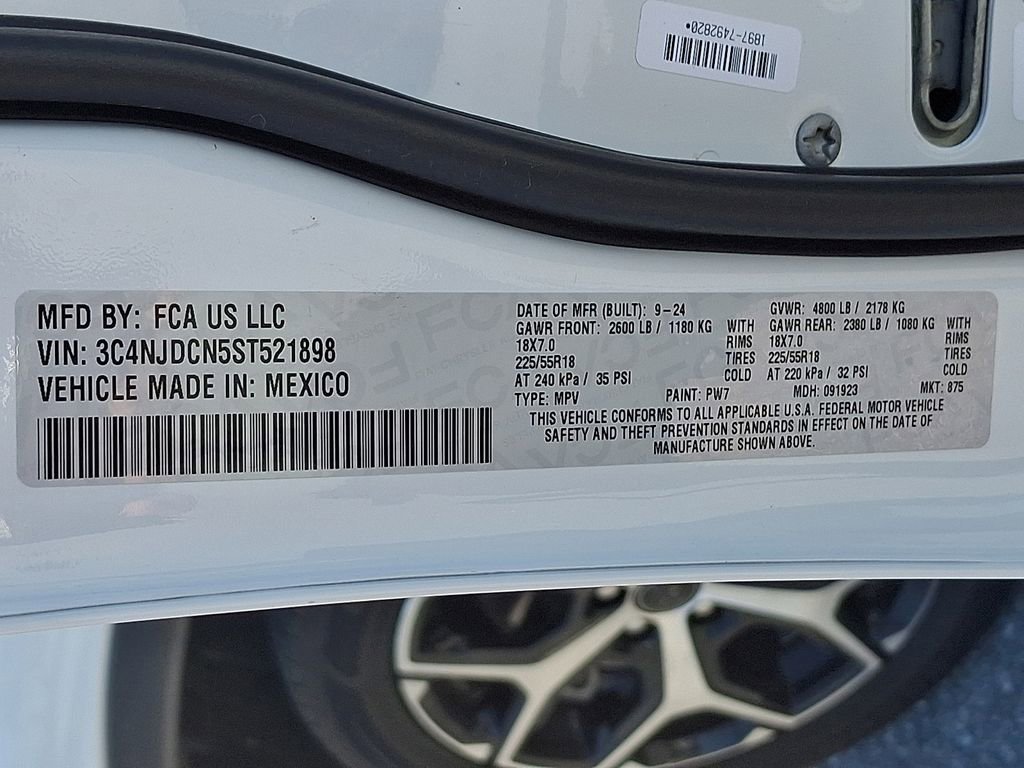 1897-7492820•
MFD BY: FCA US LLC
VIN: 3C4NJDCN5ST521898
VEHICLE MADE IN: MEXICO
DATE OF MFR (BUILT): 9-24 GVWR: 4800 LB / 2178 KG
GAWR FRONT: 2600 LB / 1180 KG WITH GAWR REAR: 2380 LB / 1080 KG WITH
18X7.0 RIMS 18X7.0 RIMS
225/55R18 TIRES 225/55R18 TIRES
AT 240 kPa / 35 PSI COLD AT 220 kPa / 32 PSI COLD
TYPE: MPV PAINT: PW7 MDH: 091923 MKT: 875
THIS VEHICLE CONFORMS TO ALL APPLICABLE U.S.A. FEDERAL MOTOR VEHICLE
SAFETY AND THEFT PREVENTION STANDARDS IN EFFECT ON THE DATE OF
MANUFACTURE SHOWN ABOVE.